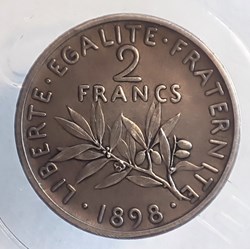 LIBERTE · EGALITE · FRATERNITE ·
2
FRANCS
· 1898 ·